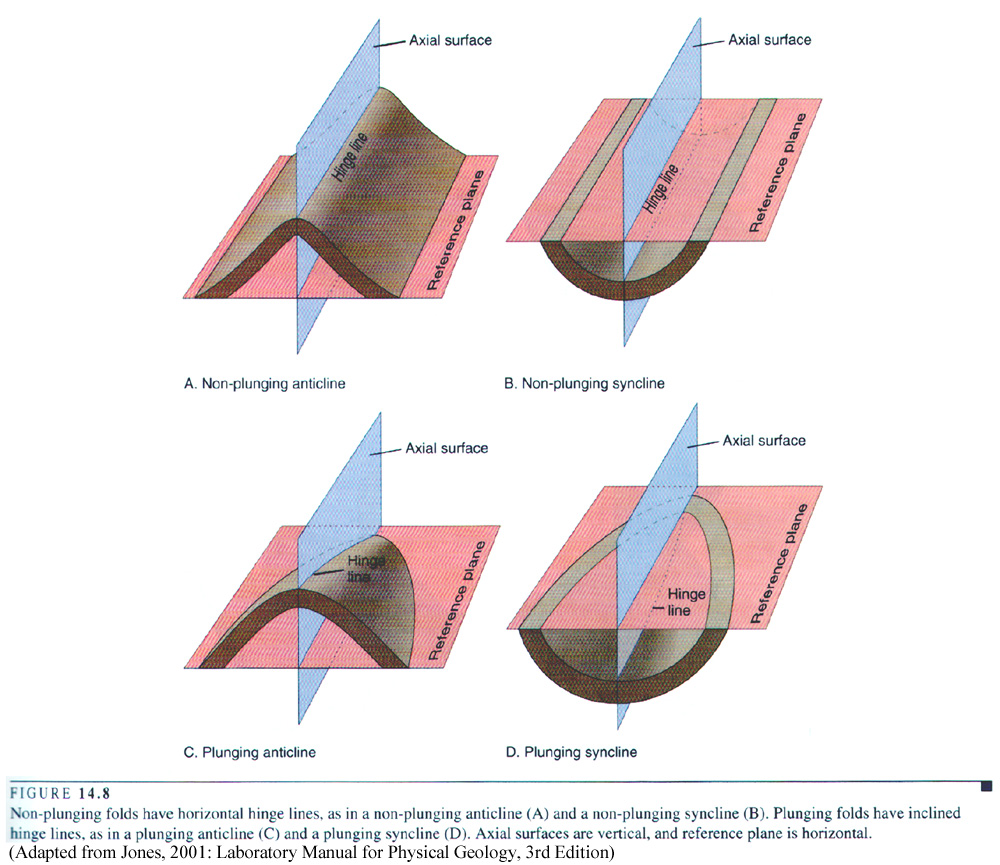 Axial surface
Hinge line
Reference plane
A. Non-plunging anticline
Axial surface
Hinge line
Reference plane
B. Non-plunging syncline
Axial surface
Hinge
line
Reference plane
C. Plunging anticline
Axial surface
Hinge
line
Reference plane
D. Plunging syncline
FIGURE 14.8
Non-plunging folds have horizontal hinge lines, as in a non-plunging anticline (A) and a non-plunging syncline (B). Plunging folds have inclined
hinge lines, as in a plunging anticline (C) and a plunging syncline (D). Axial surfaces are vertical, and reference plane is horizontal.
(Adapted from Jones, 2001: Laboratory Manual for Physical Geology, 3rd Edition)